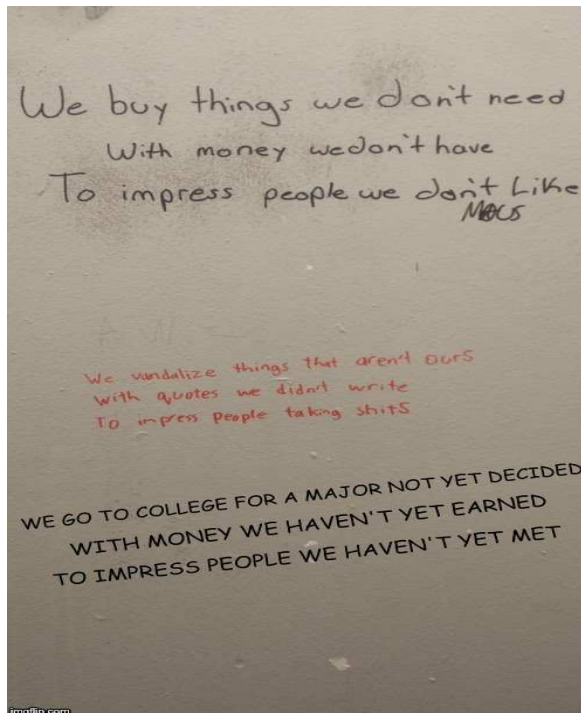 We buy things we don't need
With money we don't have
To impress people we don't Like
We vandalize things that aren't ours
with quotes we didn't write
To impress people taking shits
WE GO TO COLLEGE FOR A MAJOR NOT YET DECIDED
WITH MONEY WE HAVEN'T YET EARNED
TO IMPRESS PEOPLE WE HAVEN'T YET MET
imgflip.com